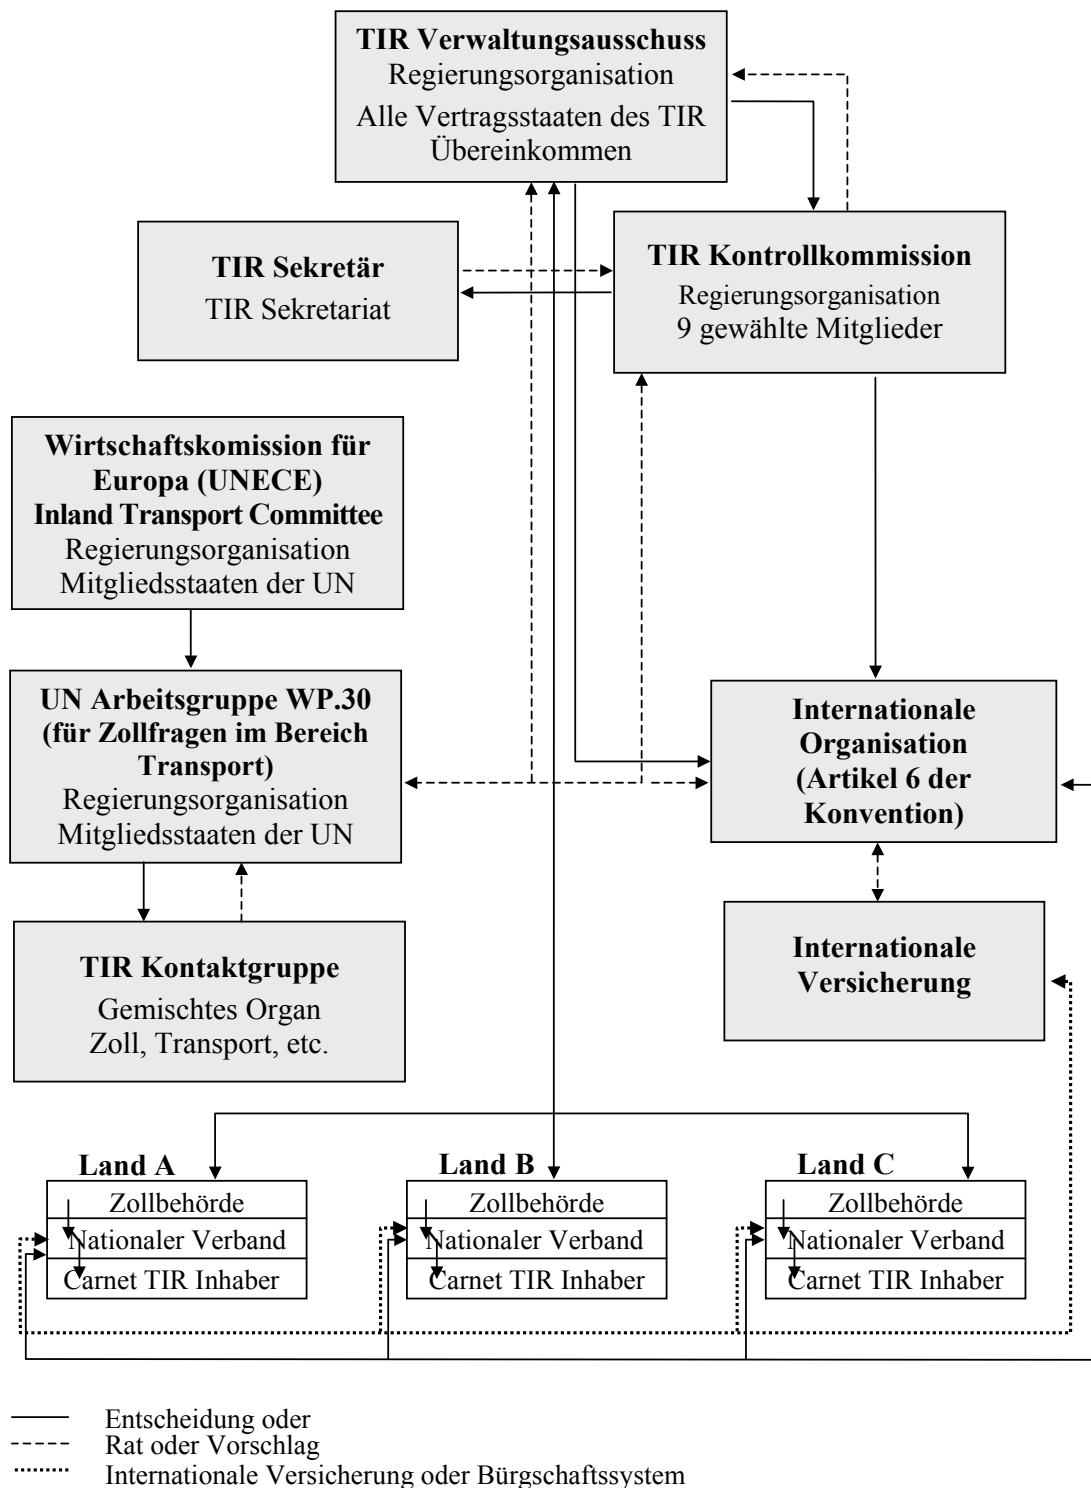 TIR Verwaltungsausschuss
Regierungsorganisation
Alle Vertragsstaaten des TIR
Übereinkommen
TIR Sekretär
TIR Sekretariat
TIR Kontrollkommission
Regierungsorganisation
9 gewählte Mitglieder
Wirtschaftskomission für
Europa (UNECE)
Inland Transport Committee
Regierungsorganisation
Mitgliedsstaaten der UN
UN Arbeitsgruppe WP.30
(für Zollfragen im Bereich
Transport)
Regierungsorganisation
Mitgliedsstaaten der UN
Internationale
Organisation
(Artikel 6 der
Konvention)
TIR Kontaktgruppe
Gemischtes Organ
Zoll, Transport, etc.
Internationale
Versicherung
Land A
Zollbehörde
Nationaler Verband
Carnet TIR Inhaber
Land B
Zollbehörde
Nationaler Verband
Carnet TIR Inhaber
Land C
Zollbehörde
Nationaler Verband
Carnet TIR Inhaber
Entscheidung oder
Rat oder Vorschlag
Internationale Versicherung oder Bürgschaftssystem